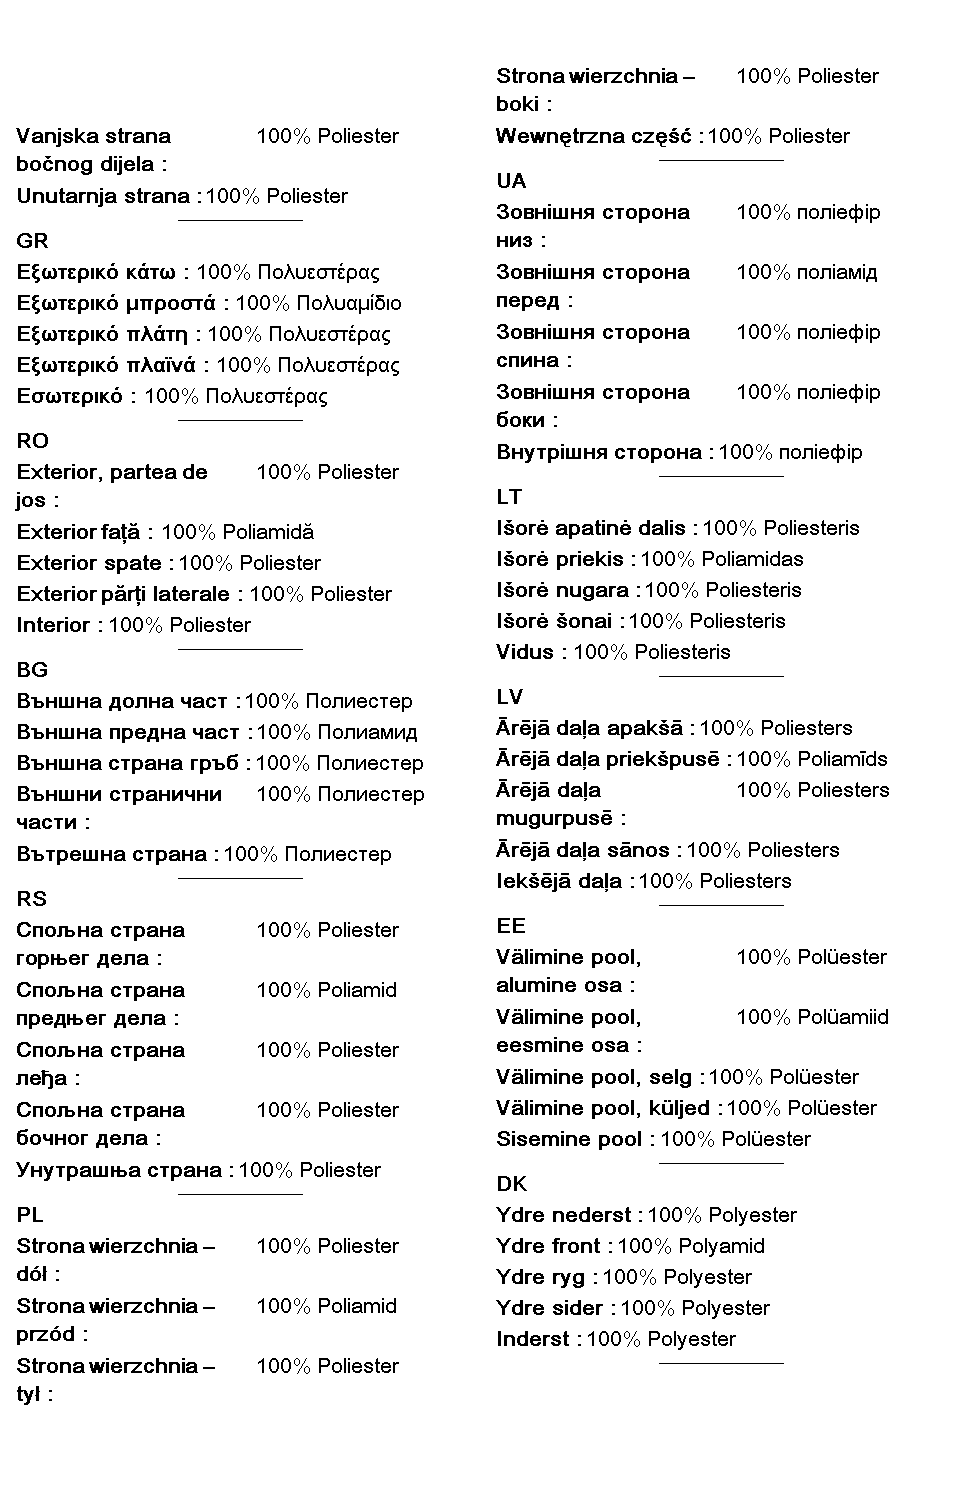 Vanjska strana 100% Poliester
bočnog dijela :
Unutarnja strana : 100% Poliester
GR
Εξωτερικό κάτω : 100% Πολυεστέρας
Εξωτερικό μπροστά : 100% Πολυαμίδιο
Εξωτερικό πλάτη : 100% Πολυεστέρας
Εξωτερικό πλαϊνά : 100% Πολυεστέρας
Εσωτερικό : 100% Πολυεστέρας
RO
Exterior, partea de 100% Poliester
jos :
Exterior față : 100% Poliamidă
Exterior spate : 100% Poliester
Exterior părți laterale : 100% Poliester
Interior : 100% Poliester
BG
Външна долна част : 100% Полиестер
Външна предна част : 100% Полиамид
Външна страна гръб : 100% Полиестер
Външни странични 100% Полиестер
части :
Вътрешна страна : 100% Полиестер
RS
Спољна страна 100% Poliester
горњег дела :
Спољна страна 100% Poliamid
предњег дела :
Спољна страна 100% Poliester
леђа :
Спољна страна 100% Poliester
бочног дела :
Унутрашња страна : 100% Poliester
PL
Strona wierzchnia – 100% Poliester
dół :
Strona wierzchnia – 100% Poliamid
przód :
Strona wierzchnia – 100% Poliester
tył :
Strona wierzchnia – 100% Poliester
boki :
Wewnętrzna część : 100% Poliester
UA
Зовнішня сторона 100% поліефір
низ :
Зовнішня сторона 100% поліамід
перед :
Зовнішня сторона 100% поліефір
спина :
Зовнішня сторона 100% поліефір
боки :
Внутрішня сторона : 100% поліефір
LT
Išorė apatinė dalis : 100% Poliesteris
Išorė priekis : 100% Poliamidas
Išorė nugara : 100% Poliesteris
Išorė šonai : 100% Poliesteris
Vidus : 100% Poliesteris
LV
Ārējā daļa apakšā : 100% Poliesters
Ārējā daļa priekšpusē : 100% Poliamīds
Ārējā daļa 100% Poliesters
mugurpusē :
Ārējā daļa sānos : 100% Poliesters
Iekšējā daļa : 100% Poliesters
EE
Välimine pool, 100% Polüester
alumine osa :
Välimine pool, 100% Polüamiid
eesmine osa :
Välimine pool, selg : 100% Polüester
Välimine pool, küljed : 100% Polüester
Sisemine pool : 100% Polüester
DK
Ydre nederst : 100% Polyester
Ydre front : 100% Polyamid
Ydre ryg : 100% Polyester
Ydre sider : 100% Polyester
Inderst : 100% Polyester